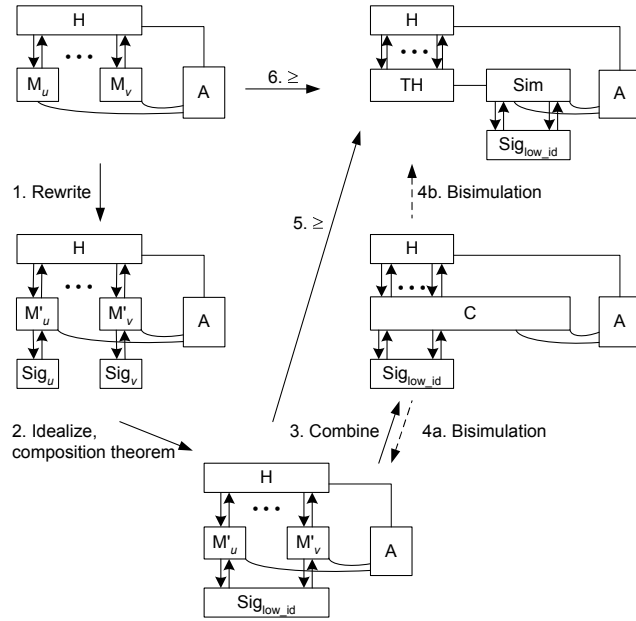 H
M_u
M_v
A
6. ≥
H
TH
Sim
A
Sig_low_id
1. Rewrite
5. ≥
4b. Bisimulation
H
M'_u
M'_v
A
Sig_u
Sig_v
H
C
A
Sig_low_id
2. Idealize,
composition theorem
3. Combine
4a. Bisimulation
H
M'_u
M'_v
A
Sig_low_id